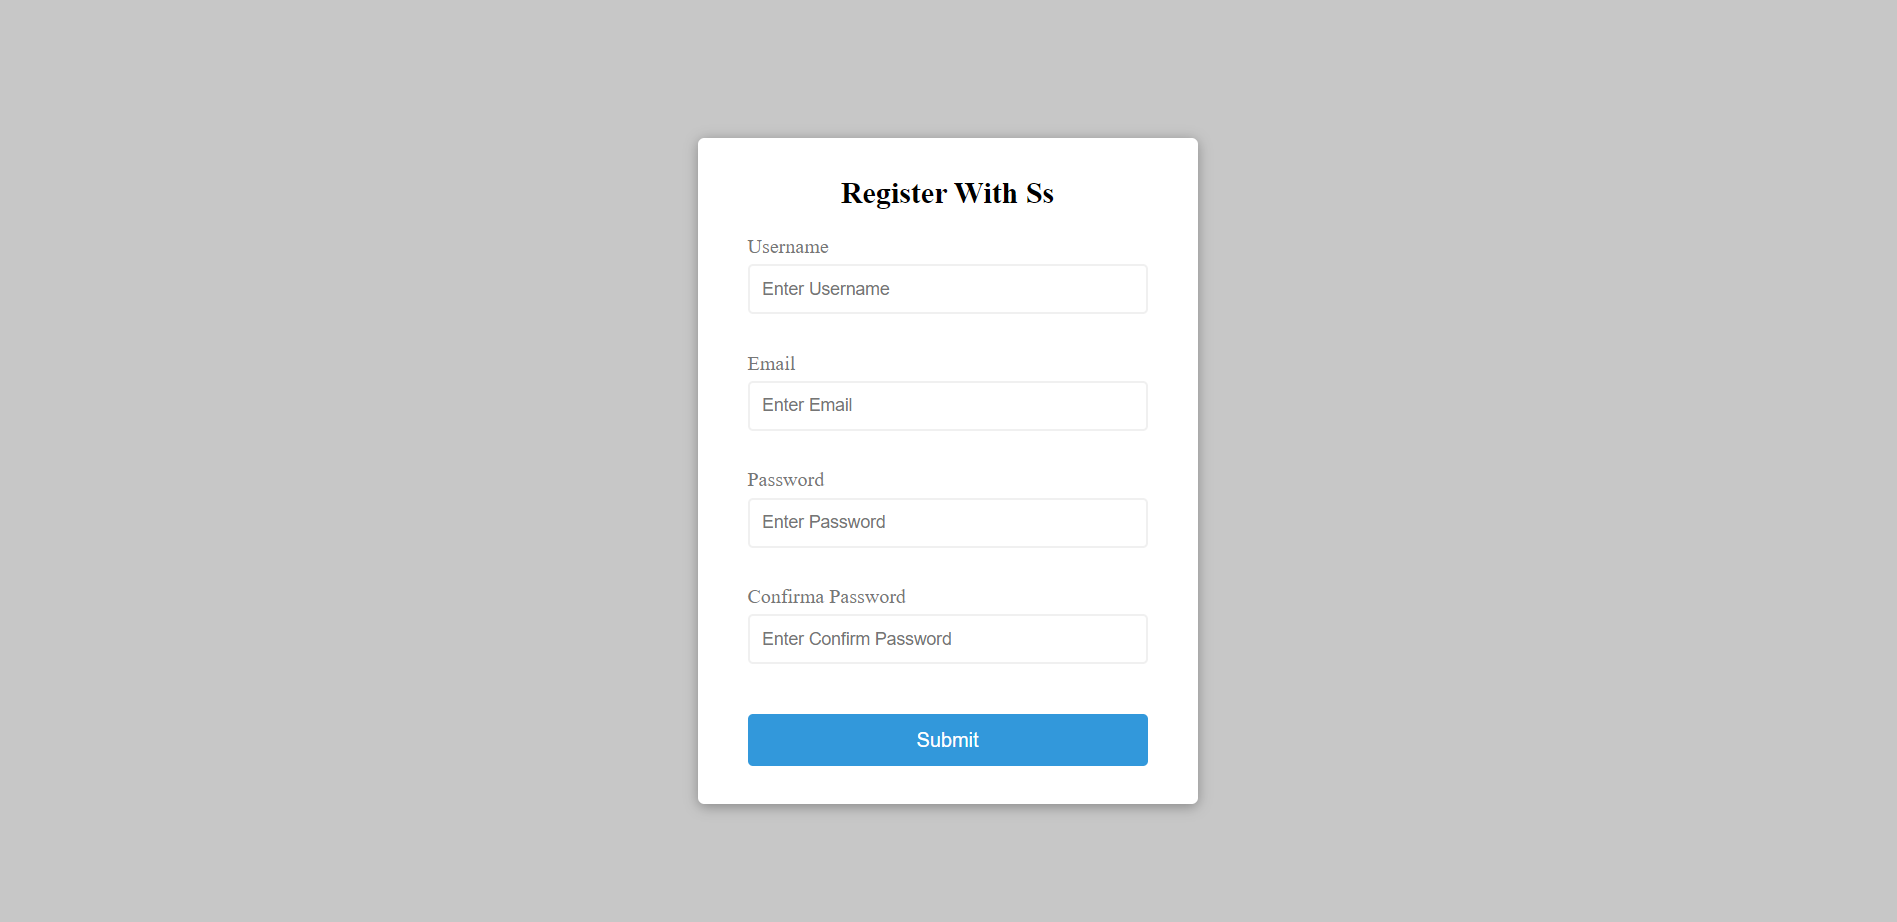 Register With Ss
Username
Enter Username
Email
Enter Email
Password
Enter Password
Confirma Password
Enter Confirm Password
Submit